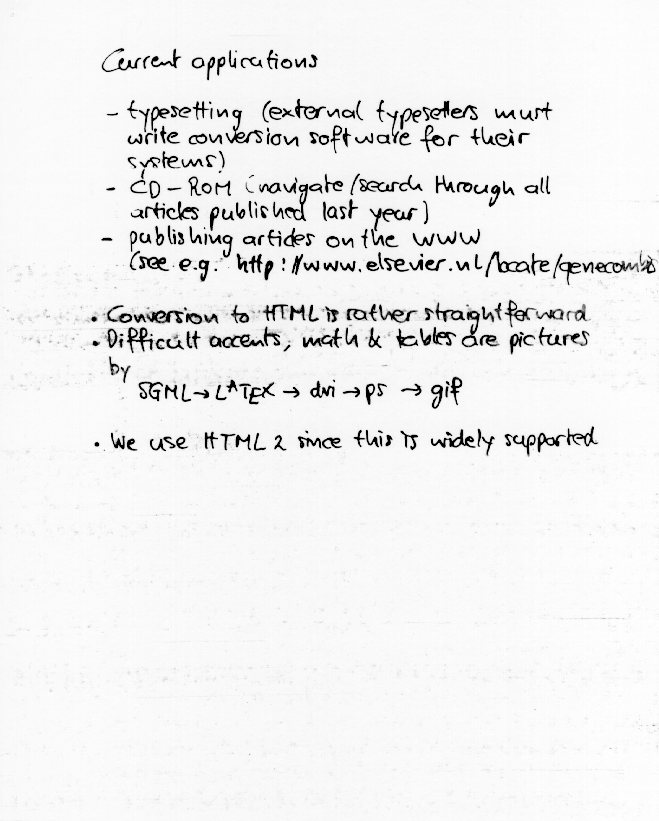 Current applications
- typesetting (external typesetters must
write conversion software for their
systems)
- CD-ROM (navigate/search through all
articles published last year)
- publishing articles on the WWW
(see e.g. http://www.elsevier.nl/locate/genecombis
• Conversion to HTML is rather straightforward
• Difficult accents, math & tables are pictures
by
SGML → LATEX → dvi → ps → gif
• We use HTML 2 since this is widely supported